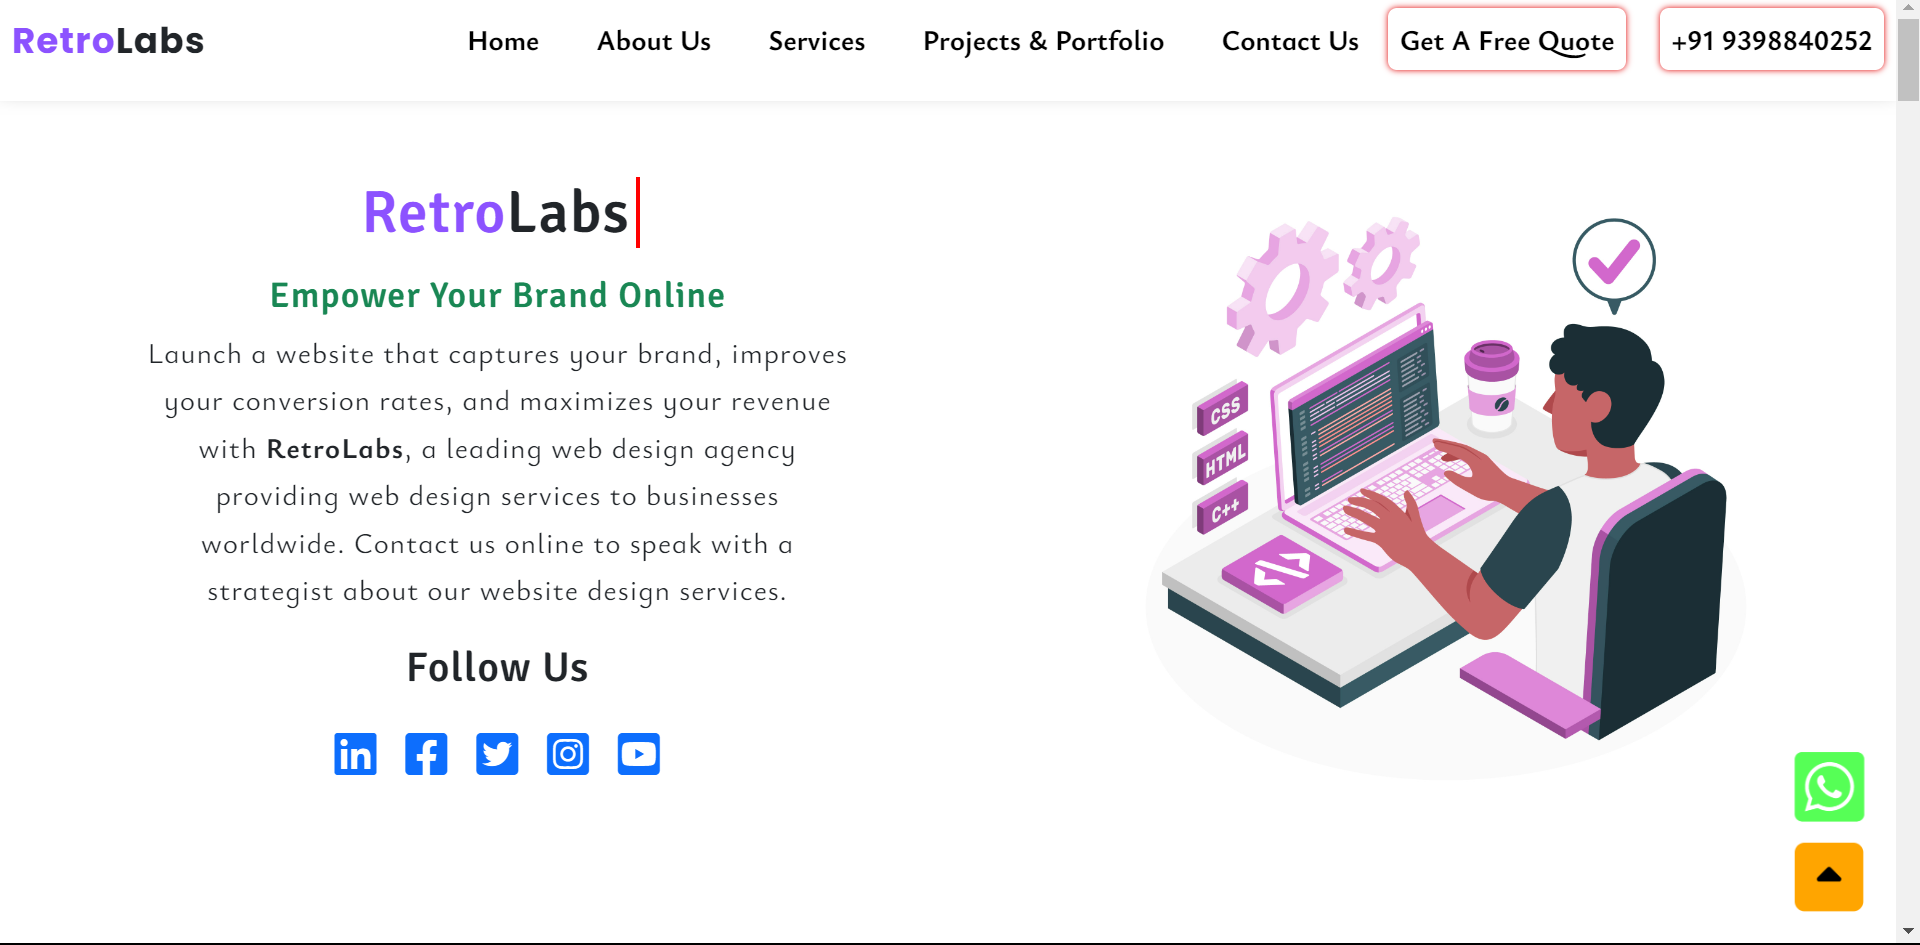 RetroLabs
Home
About Us
Services
Projects & Portfolio
Contact Us
Get A Free Quote
+91 9398840252
RetroLabs
Empower Your Brand Online
Launch a website that captures your brand, improves
your conversion rates, and maximizes your revenue
with RetroLabs, a leading web design agency
providing web design services to businesses
worldwide. Contact us online to speak with a
strategist about our website design services.
Follow Us
CSS
HTML
C++